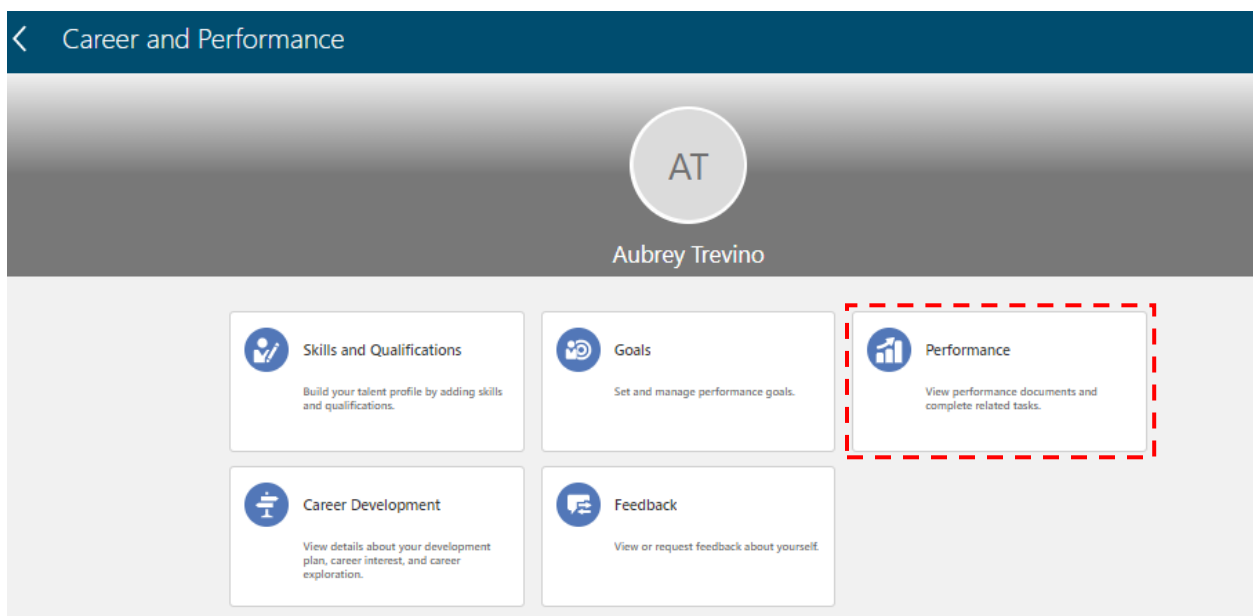 Career and Performance
AT
Aubrey Trevino
Skills and Qualifications
Build your talent profile by adding skills
and qualifications.
Goals
Set and manage performance goals.
Performance
View performance documents and
complete related tasks.
Career Development
View details about your development
plan, career interest, and career
exploration.
Feedback
View or request feedback about yourself.